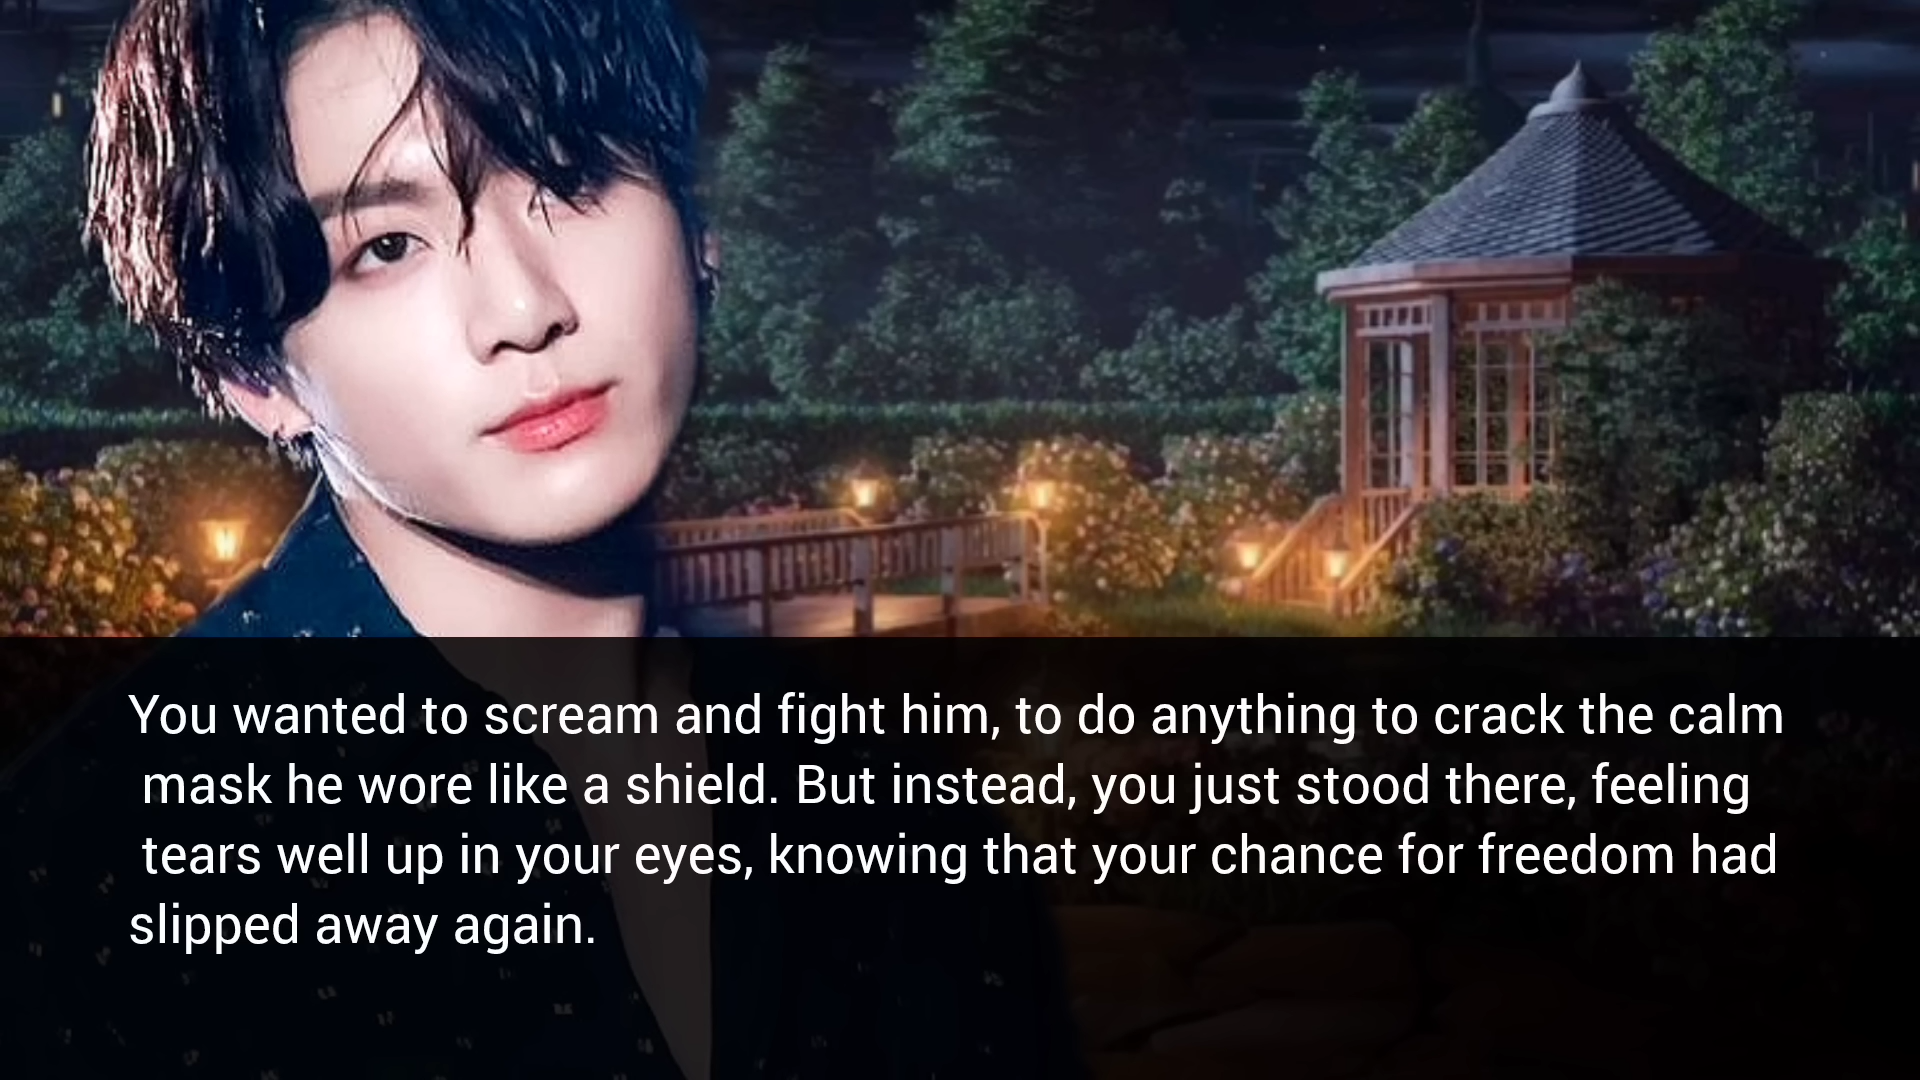 You wanted to scream and fight him, to do anything to crack the calm
mask he wore like a shield. But instead, you just stood there, feeling
tears well up in your eyes, knowing that your chance for freedom had
slipped away again.